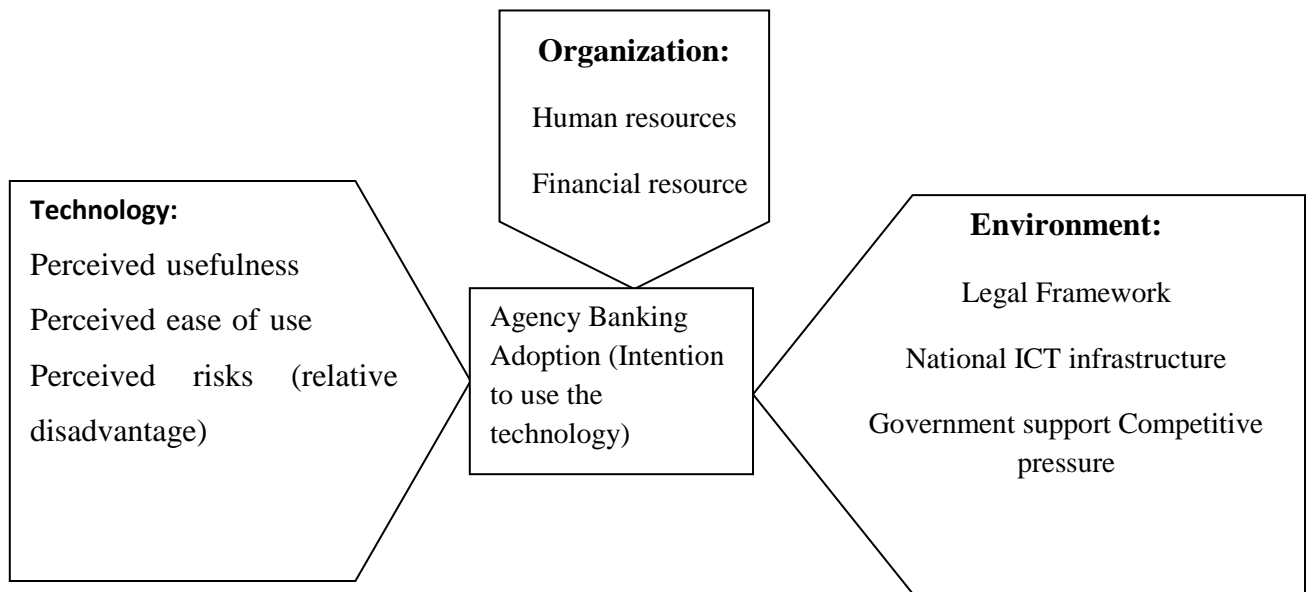 Organization:
Human resources
Financial resource
Technology:
Perceived usefulness
Perceived ease of use
Perceived risks (relative
disadvantage)
Agency Banking
Adoption (Intention
to use the
technology)
Environment:
Legal Framework
National ICT infrastructure
Government support Competitive
pressure